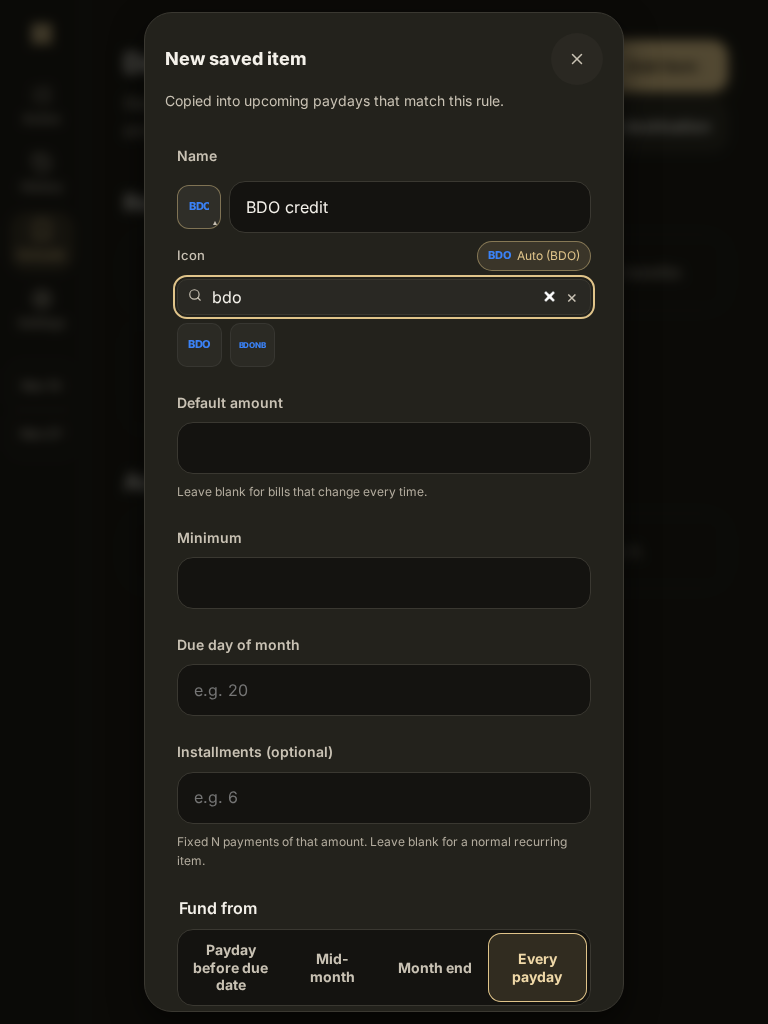 New saved item
Copied into upcoming paydays that match this rule.
Name
BDO credit
Icon
BDO Auto (BDO)
bdo
BDO
BDONB
Default amount
Leave blank for bills that change every time.
Minimum
Due day of month
e.g. 20
Installments (optional)
e.g. 6
Fixed N payments of that amount. Leave blank for a normal recurring
item.
Fund from
Payday
before due
date
Mid-
month
Month end
Every
payday